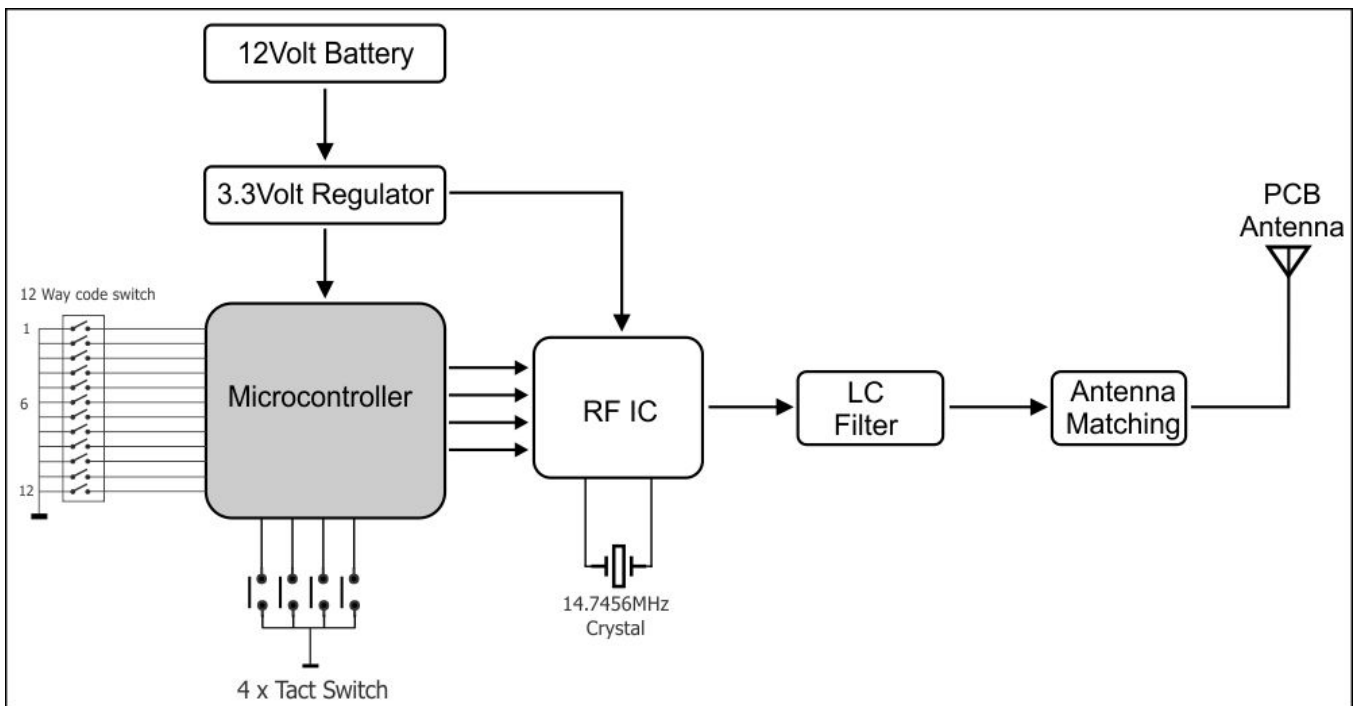 12Volt Battery
3.3Volt Regulator
PCB
Antenna
12 Way code switch
1
6
12
Microcontroller
RF IC
LC
Filter
Antenna
Matching
14.7456MHz
Crystal
4 x Tact Switch